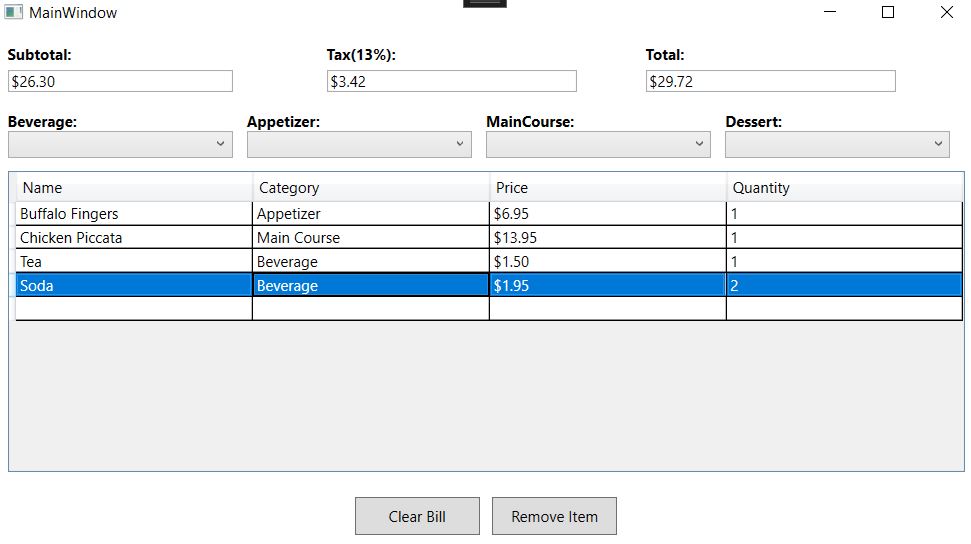 MainWindow
Subtotal: Tax(13%): Total:
$26.30 $3.42 $29.72
Beverage: Appetizer: MainCourse: Dessert:
Name Category Price Quantity
Buffalo Fingers Appetizer $6.95 1
Chicken Piccata Main Course $13.95 1
Tea Beverage $1.50 1
Soda Beverage $1.95 2
Clear Bill Remove Item